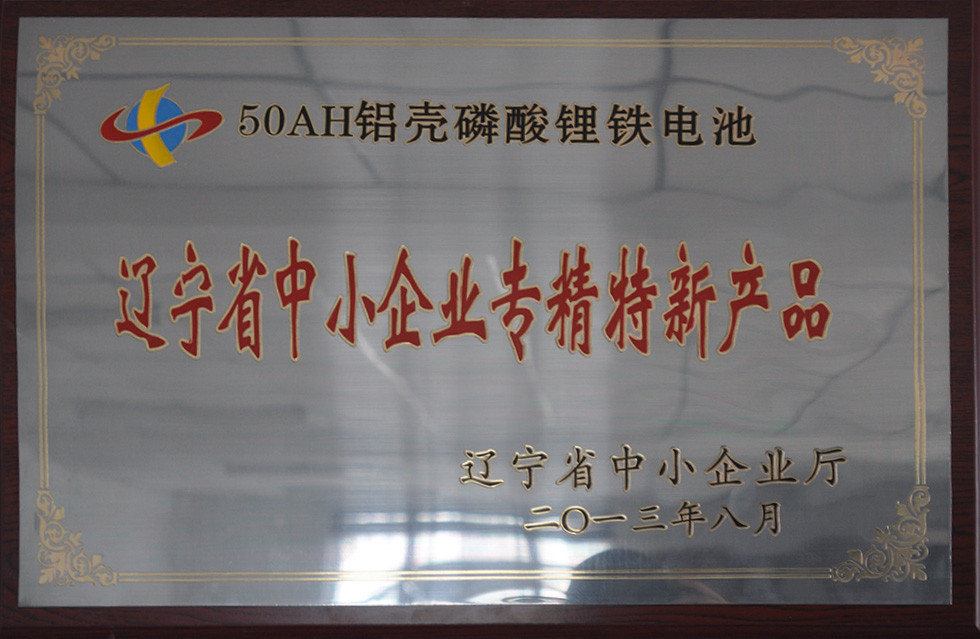 50AH铝壳磷酸锂铁电池
辽宁省中小企业专精特新产品
辽宁省中小企业厅
二〇一三年八月